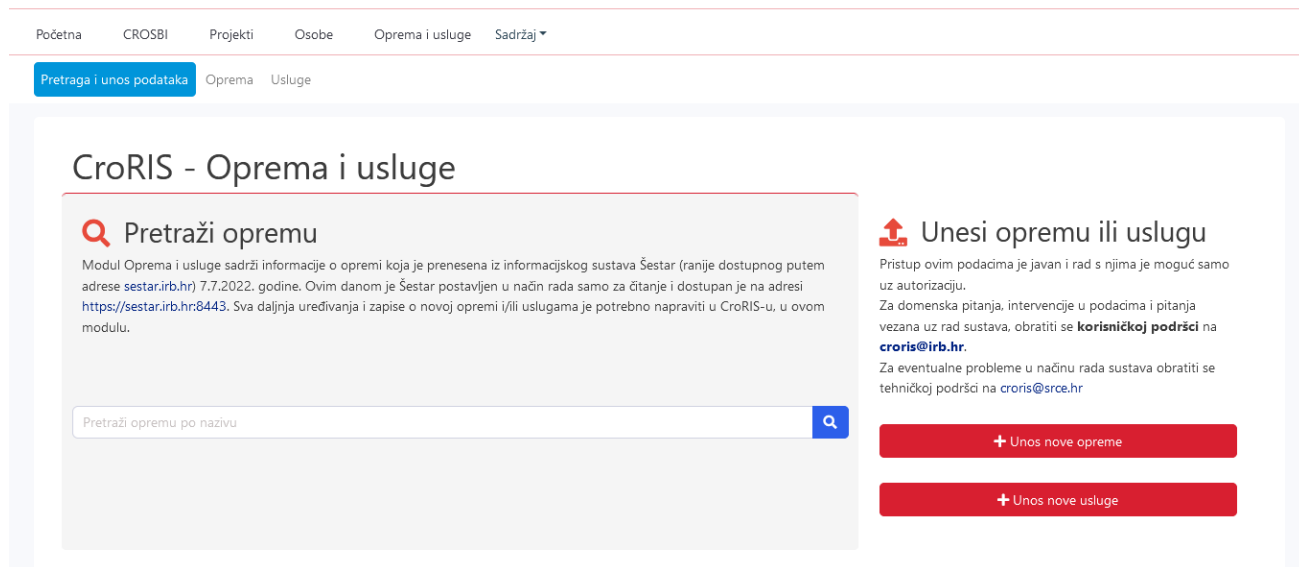 Početna CROSBI Projekti Osobe Oprema i usluge Sadržaj
Pretraga i unos podataka Oprema Usluge
CroRIS - Oprema i usluge
Pretraži opremu
Modul Oprema i usluge sadrži informacije o opremi koja je prenesena iz informacijskog sustava Šestar (ranije dostupnog putem
adrese sestar.irb.hr) 7.7.2022. godine. Ovim danom je Šestar postavljen u način rada samo za čitanje i dostupan je na adresi
https://sestar.irb.hr:8443. Sva daljnja uređivanja i zapise o novoj opremi i/ili uslugama je potrebno napraviti u CroRIS-u, u ovom
modulu.
Pretraži opremu po nazivu
Unesi opremu ili uslugu
Pristup ovim podacima je javan i rad s njima je moguć samo
uz autorizaciju.
Za domenska pitanja, intervencije u podacima i pitanja
vezana uz rad sustava, obratiti se korisničkoj podršci na
croris@irb.hr.
Za eventualne probleme u načinu rada sustava obratiti se
tehničkoj podršci na croris@srce.hr
Unos nove opreme
Unos nove usluge